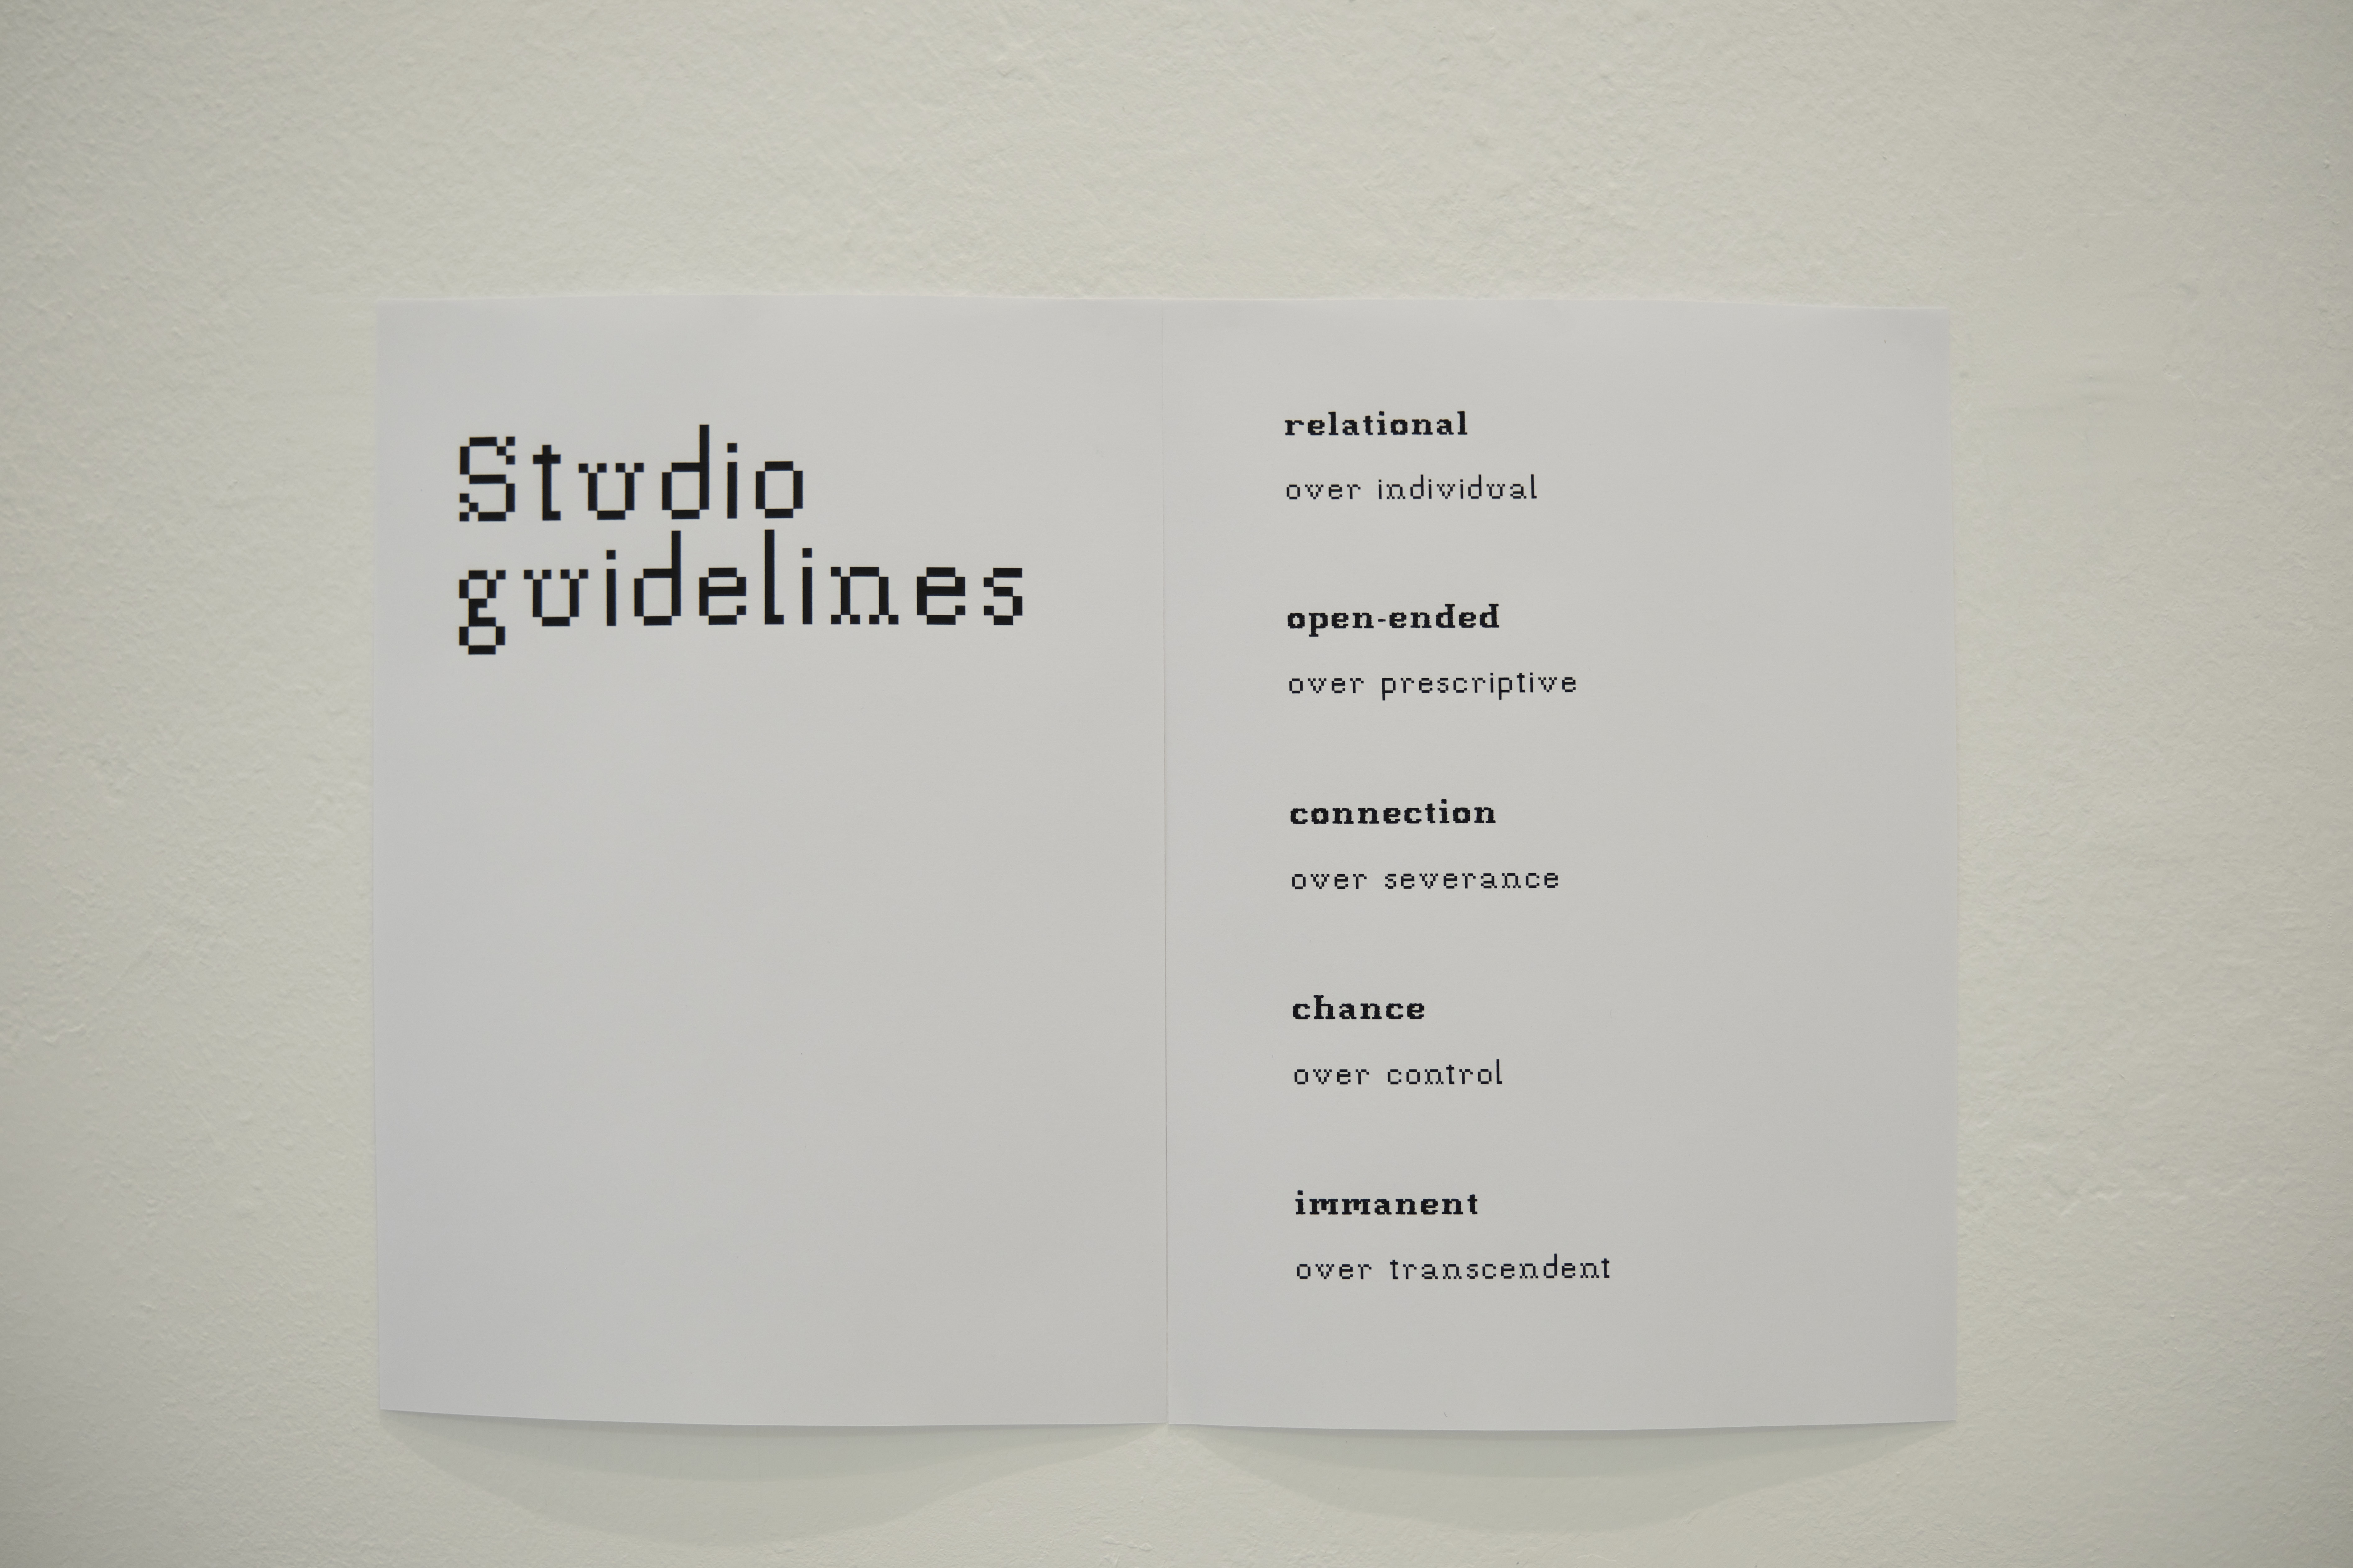 Studio
guidelines
relational
over individual
open-ended
over prescriptive
connection
over severance
chance
over control
immanent
over transcendent